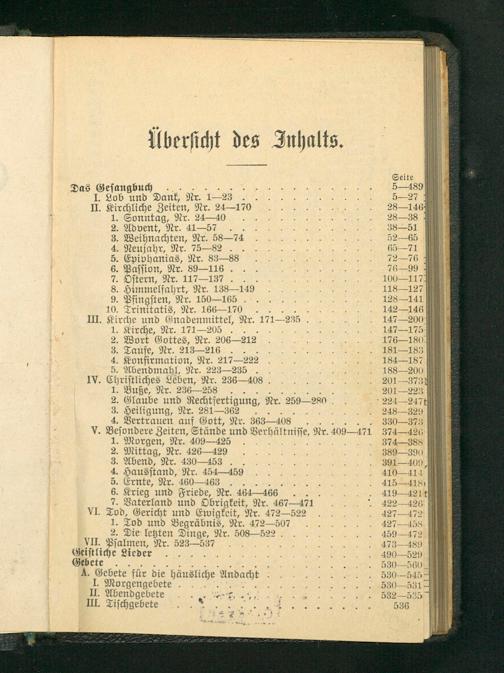 Übersicht des Inhalts.
Seite
Das Gesangbuch . . . 5—489
I. Lob und Dank, Nr. 1—23 . . . 5—27
II. Kirchliche Zeiten, Nr. 24—170 . . . 28—146
1. Sonntag, Nr. 24—40 . . . 28—38
2. Advent, Nr. 41—57 . . . 38—51
3. Weihnachten, Nr. 58—74 . . . 52—65
4. Neujahr, Nr. 75—82 . . . 65—71
5. Epiphanias, Nr. 83—88 . . . 72—76
6. Passion, Nr. 89—116 . . . 76—99
7. Ostern, Nr. 117—137 . . . 100—117
8. Himmelfahrt, Nr. 138—149 . . . 118—127
9. Pfingsten, Nr. 150—165 . . . 128—141
10. Trinitatis, Nr. 166—170 . . . 142—146
III. Kirche und Gnadenmittel, Nr. 171—235 . . . 147—200
1. Kirche, Nr. 171—205 . . . 147—175
2. Wort Gottes, Nr. 206—212 . . . 176—180
3. Taufe, Nr. 213—216 . . . 181—183
4. Konfirmation, Nr. 217—222 . . . 184—187
5. Abendmahl, Nr. 223—235 . . . 188—200
IV. Christliches Leben, Nr. 236—408 . . . 201—373
1. Buße, Nr. 236—258 . . . 201—223
2. Glaube und Rechtfertigung, Nr. 259—280 . . . 224—247
3. Heiligung, Nr. 281—362 . . . 248—329
4. Vertrauen auf Gott, Nr. 363—408 . . . 330—373
V. Besondere Zeiten, Stände und Verhältnisse, Nr. 409—471 374—426
1. Morgen, Nr. 409—425 . . . 374—388
2. Mittag, Nr. 426—429 . . . 389—390
3. Abend, Nr. 430—453 . . . 391—409
4. Hausstand, Nr. 454—459 . . . 410—414
5. Ernte, Nr. 460—463 . . . 415—418
6. Krieg und Friede, Nr. 464—466 . . . 419—421
7. Vaterland und Obrigkeit, Nr. 467—471 . . . 422—426
VI. Tod, Gericht und Ewigkeit, Nr. 472—522 . . . 427—472
1. Tod und Begräbnis, Nr. 472—507 . . . 427—458
2. Die letzten Dinge, Nr. 508—522 . . . 459—472
VII. Psalmen, Nr. 523—537 . . . 473—489
Geistliche Lieder . . . 490—529
Gebete . . . 530—560
A. Gebete für die häusliche Andacht . . . 530—545
I. Morgengebete . . . 530—531
II. Abendgebete . . . 532—535
III. Tischgebete . . . 536